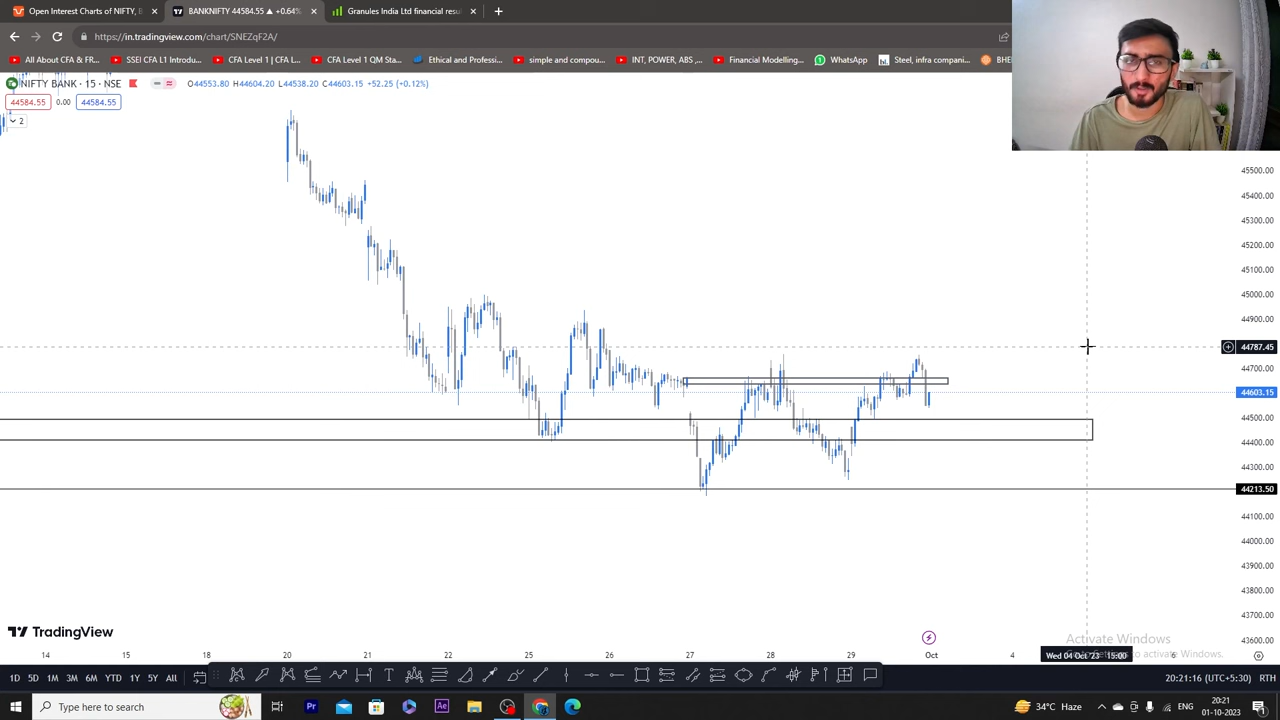 Open Interest Charts of NIFTY, B
BANKNIFTY 44584.55 ▲ +0.64%
Granules India Ltd financial resu
in.tradingview.com/chart/SNEZqF2A/
All About CFA & FR...
SSEI CFA L1 Introdu...
CFA Level 1 | CFA L...
CFA Level 1 QM Sta...
Ethical and Professi...
simple and compou...
INT, POWER, ABS ,...
Financial Modelling...
WhatsApp
Steel, infra compani...
BHE
NIFTY BANK · 15 · NSE
O44553.80 H44604.20 L44538.20 C44603.15 +52.25 (+0.12%)
44584.55 0.00 44584.55
2
45500.00
45400.00
45300.00
45200.00
45100.00
45000.00
44900.00
44787.45
44700.00
44603.15
44500.00
44400.00
44300.00
44213.50
44100.00
44000.00
43900.00
43800.00
43700.00
43600.00
TradingView
Activate Windows
14 15 18 19 20 21 22 25 26 27 28 29 Oct 4 Wed 04 Oct '23 15:00 6
1D 5D 1M 3M 6M YTD 1Y 5Y All
20:21:16 (UTC+5:30) RTH
Type here to search
34°C Haze
ENG
20:21
01-10-2023